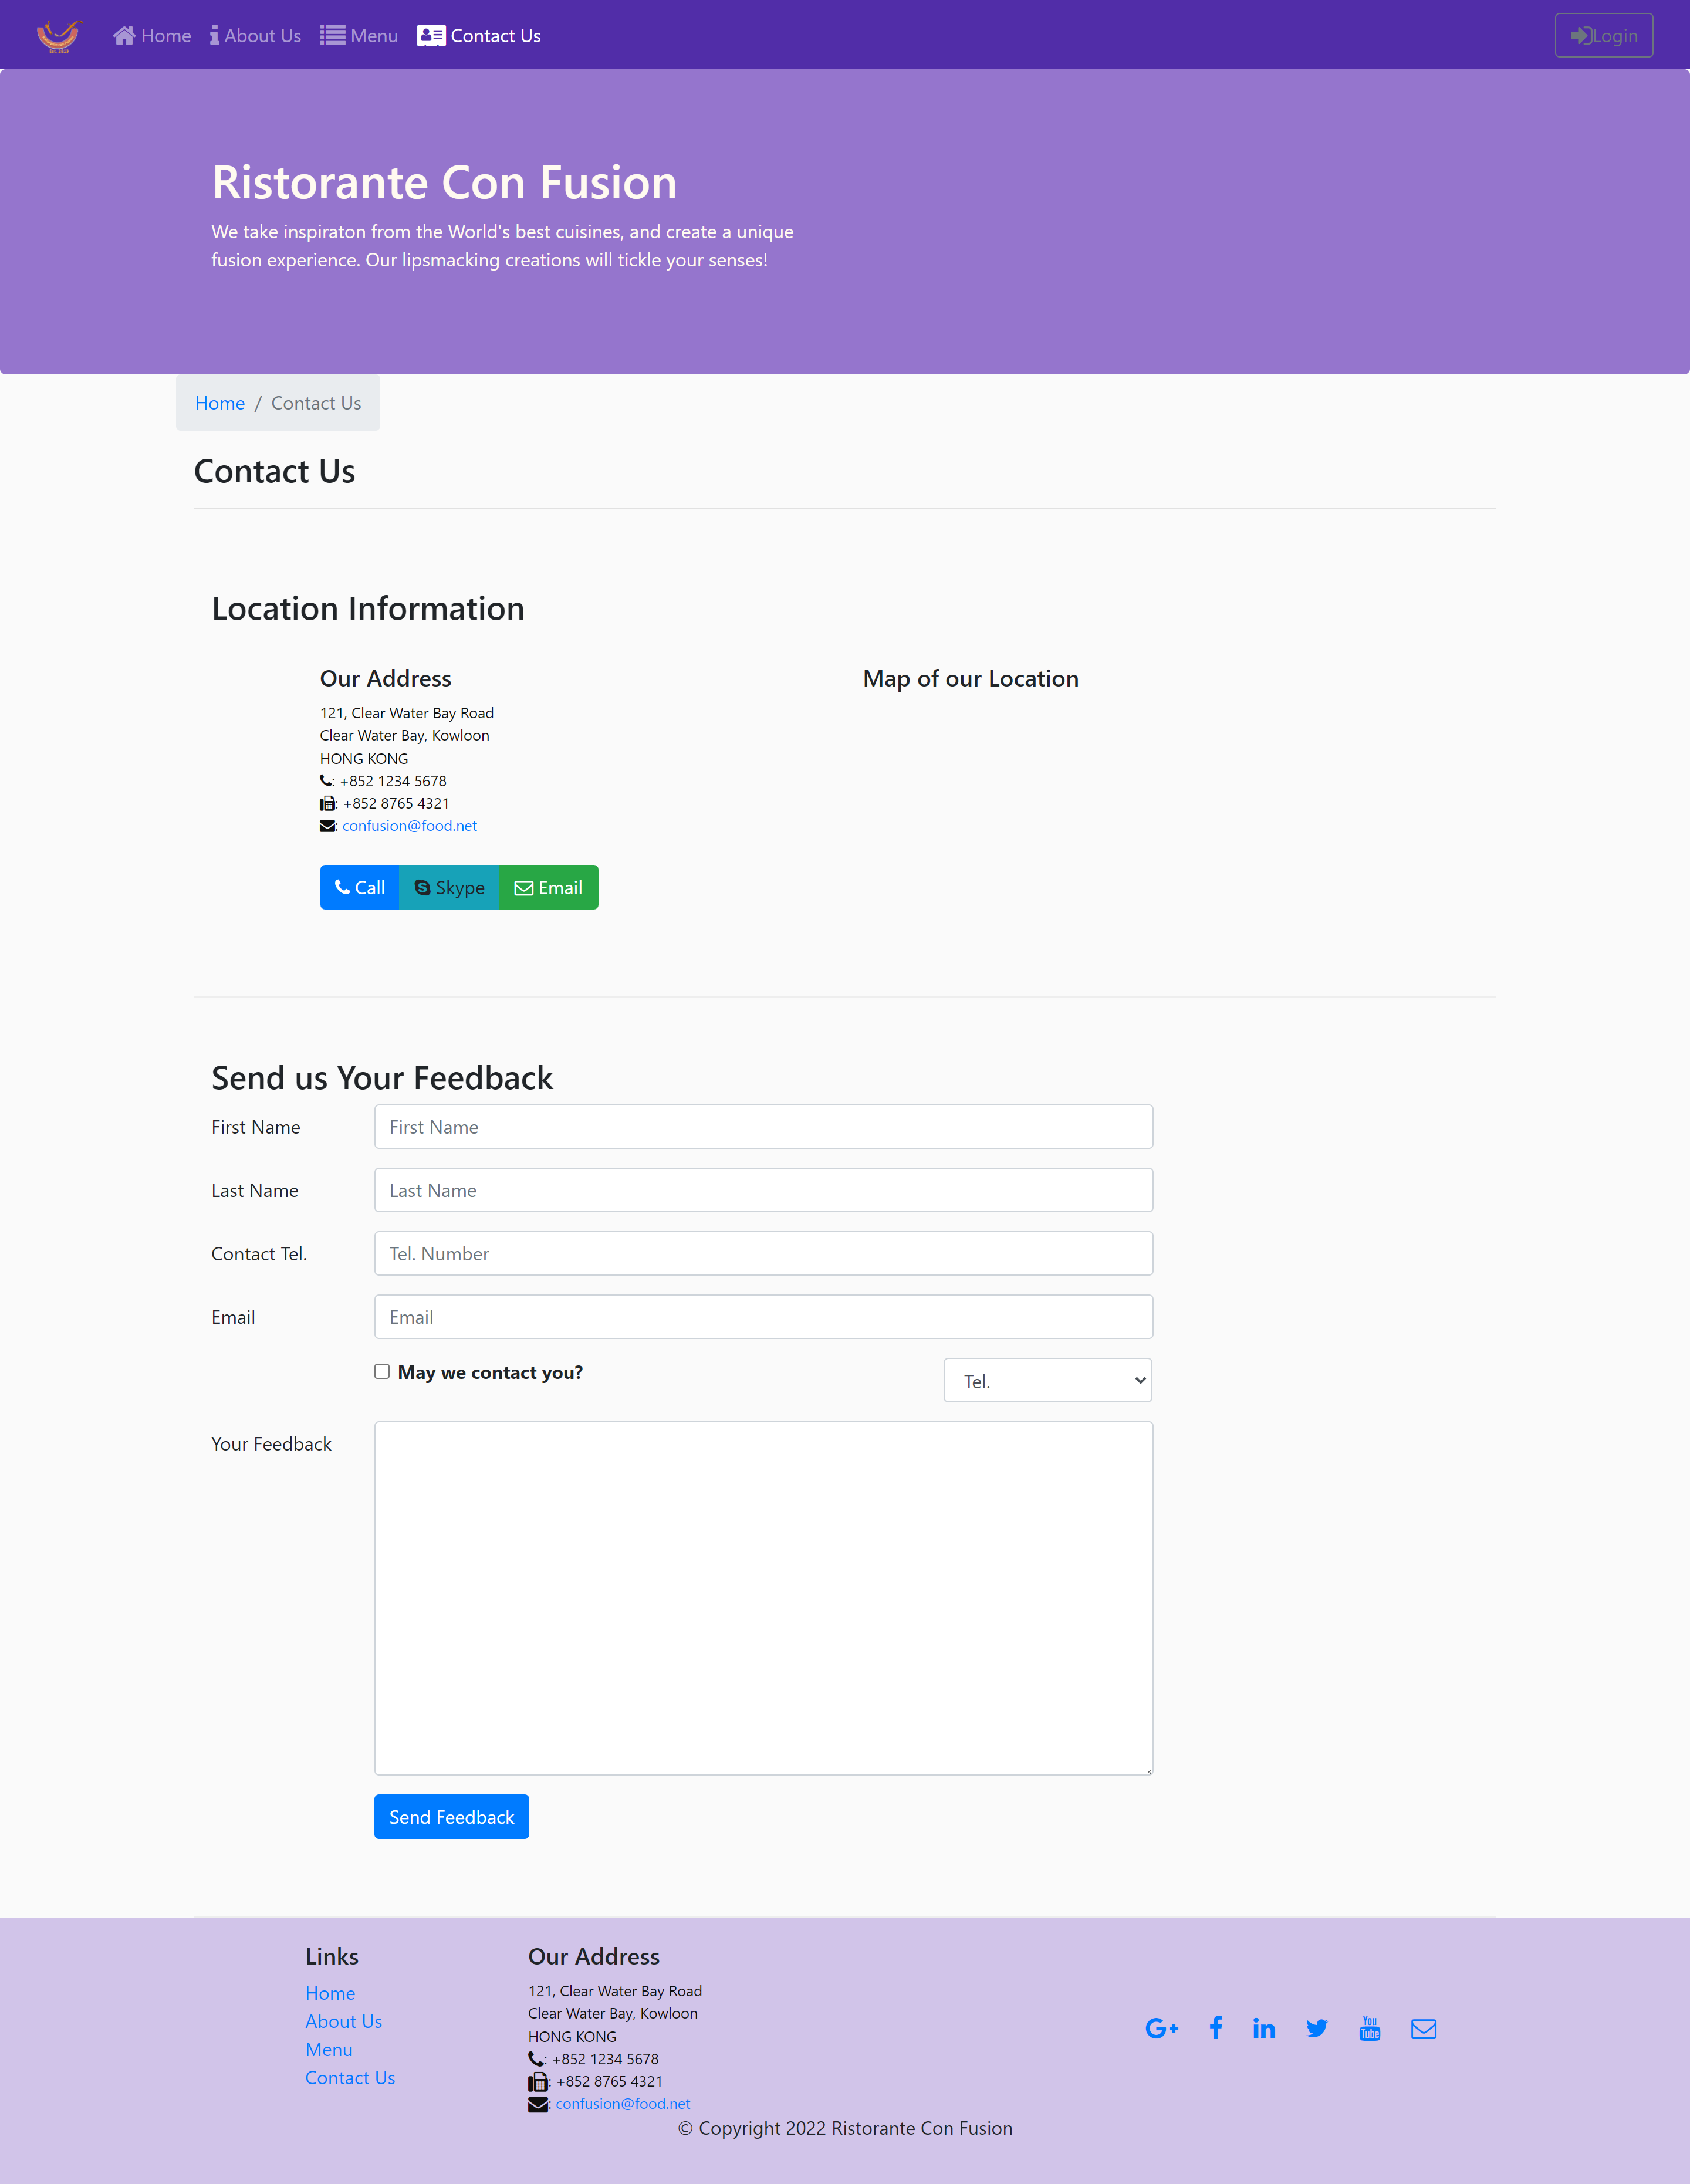 Home About Us Menu Contact Us Login
Ristorante Con Fusion
We take inspiraton from the World's best cuisines, and create a unique
fusion experience. Our lipsmacking creations will tickle your senses!
Home / Contact Us
Contact Us
Location Information
Our Address
121, Clear Water Bay Road
Clear Water Bay, Kowloon
HONG KONG
: +852 1234 5678
: +852 8765 4321
: confusion@food.net
Call Skype Email
Map of our Location
Send us Your Feedback
First Name First Name
Last Name Last Name
Contact Tel. Tel. Number
Email Email
May we contact you? Tel.
Your Feedback
Send Feedback
Links
Home
About Us
Menu
Contact Us
Our Address
121, Clear Water Bay Road
Clear Water Bay, Kowloon
HONG KONG
: +852 1234 5678
: +852 8765 4321
: confusion@food.net
You
Tube
© Copyright 2022 Ristorante Con Fusion